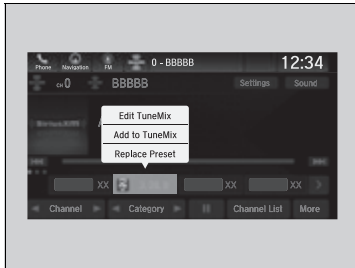 Phone Navigation FM 0 - BBBBB 12:34
CH 0 BBBBB Settings Sound
Edit TuneMix
Add to TuneMix
Replace Preset
XX XX XX
Channel Category Channel List More